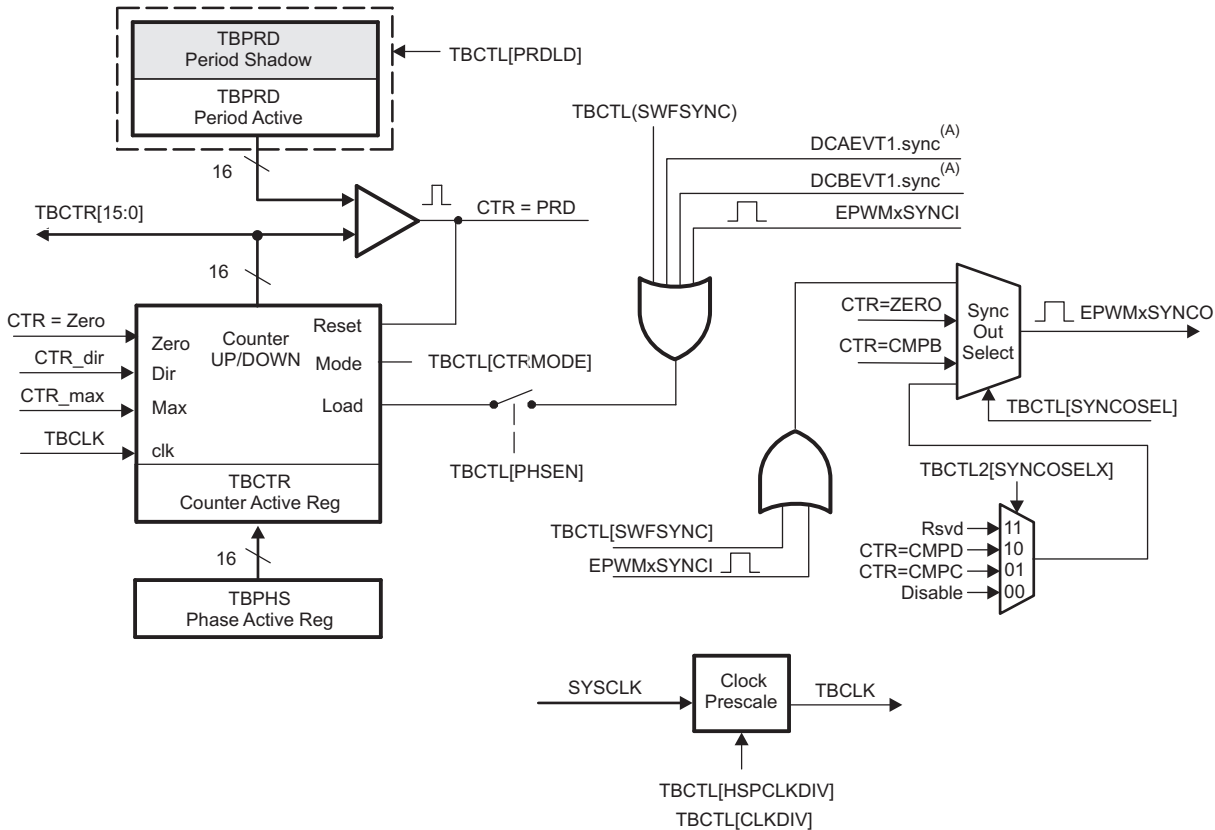 TBPRD
Period Shadow
TBPRD
Period Active
TBCTL[PRDLD]
16
TBCTR[15:0]
CTR = PRD
16
CTR = Zero
CTR_dir
CTR_max
TBCLK
Zero
Dir
Max
clk
Counter
UP/DOWN
Reset
Mode
Load
TBCTL[CTRMODE]
TBCTL[PHSEN]
TBCTR
Counter Active Reg
16
TBPHS
Phase Active Reg
TBCTL(SWFSYNC)
DCAEVT1.sync(A)
DCBEVT1.sync(A)
EPWMxSYNCI
CTR=ZERO
CTR=CMPB
Sync
Out
Select
EPWMxSYNCO
TBCTL[SYNCOSEL]
TBCTL[SWFSYNC]
EPWMxSYNCI
TBCTL2[SYNCOSELX]
Rsvd 11
CTR=CMPD 10
CTR=CMPC 01
Disable 00
SYSCLK
Clock
Prescale
TBCLK
TBCTL[HSPCLKDIV]
TBCTL[CLKDIV]